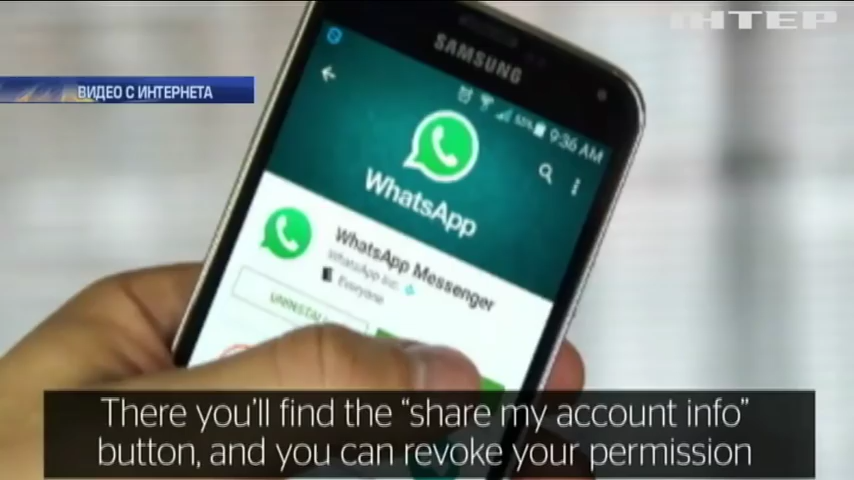 ІНТЕР
ВИДЕО С ИНТЕРНЕТА
SAMSUNG
9:36 AM
WhatsApp
WhatsApp Messenger
WhatsApp Inc.
Everyone
UNINSTALL
There you’ll find the “share my account info”
button, and you can revoke your permission